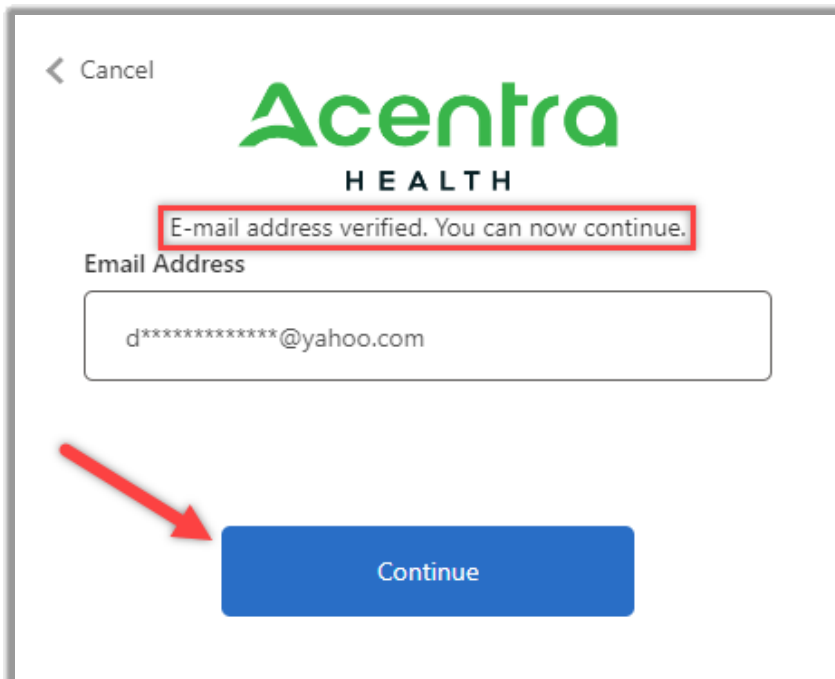 Cancel
Acentra
HEALTH
E-mail address verified. You can now continue.
Email Address
d*************@yahoo.com
Continue